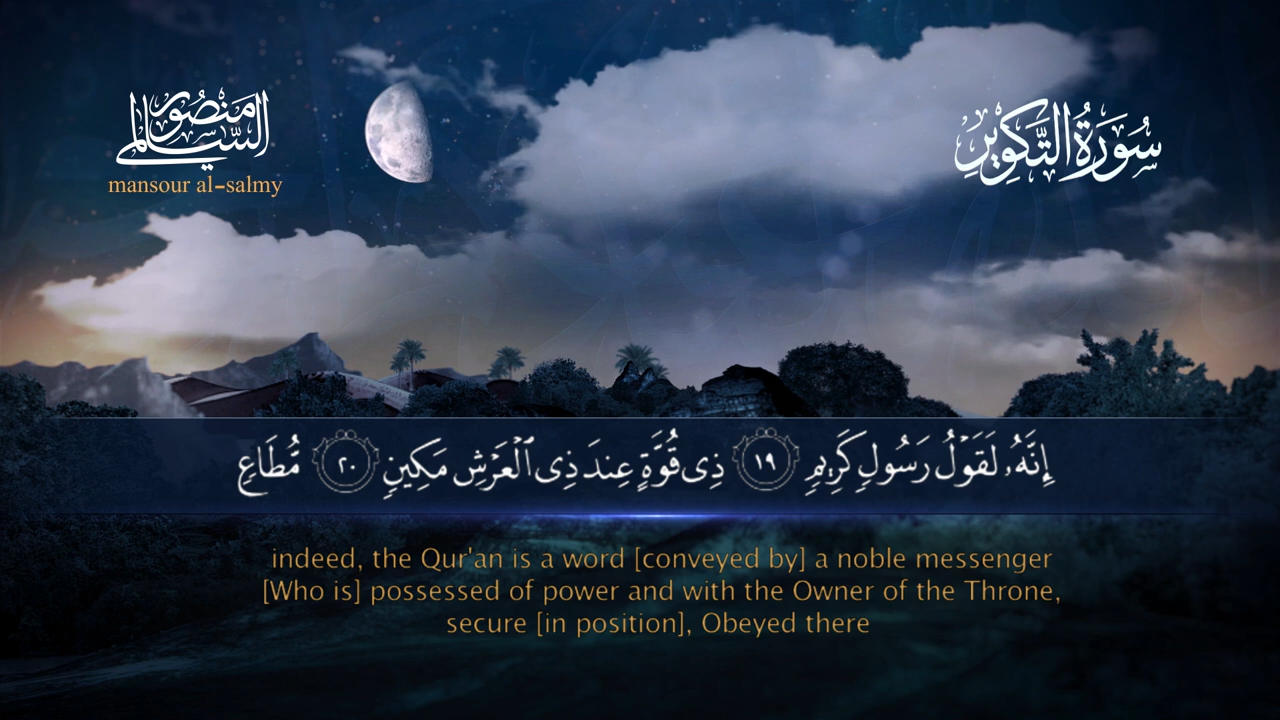 منصور
السالمي
mansour al-salmy
سُورَةُ التَّكْوِيرِ
إِنَّهُۥ لَقَوۡلُ رَسُولٖ كَرِيمٖ ١٩ ذِي قُوَّةٍ عِندَ ذِي ٱلۡعَرۡشِ مَكِينٖ ٢٠ مُّطَاعٖ
indeed, the Qur'an is a word [conveyed by] a noble messenger
[Who is] possessed of power and with the Owner of the Throne,
secure [in position], Obeyed there